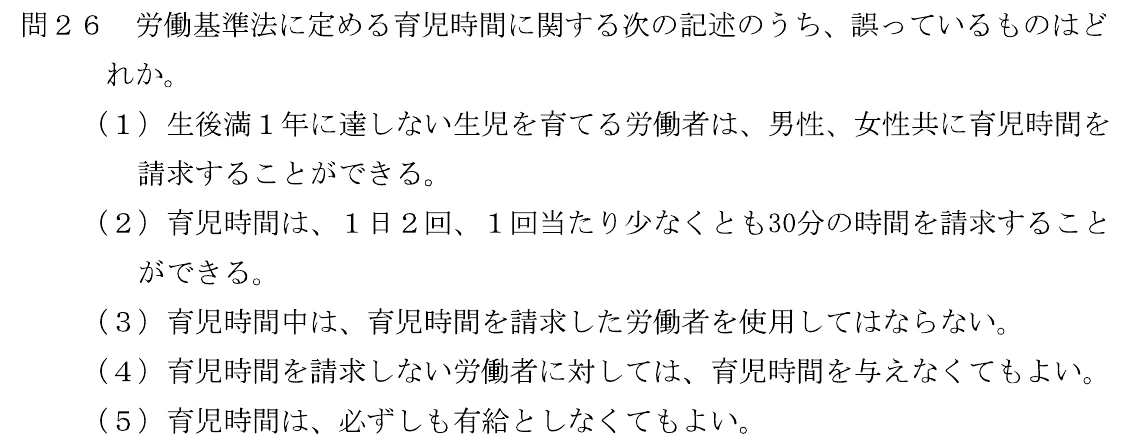 問２６　労働基準法に定める育児時間に関する次の記述のうち、誤っているものはど
れか。
（１）生後満１年に達しない生児を育てる労働者は、男性、女性共に育児時間を
請求することができる。
（２）育児時間は、１日２回、１回当たり少なくとも30分の時間を請求すること
ができる。
（３）育児時間中は、育児時間を請求した労働者を使用してはならない。
（４）育児時間を請求しない労働者に対しては、育児時間を与えなくてもよい。
（５）育児時間は、必ずしも有給としなくてもよい。